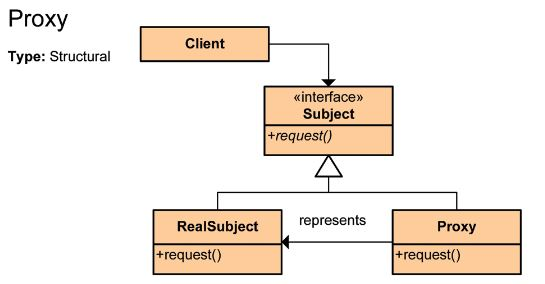 Proxy
Type: Structural
Client
«interface»
Subject
+request()
represents
RealSubject
+request()
Proxy
+request()